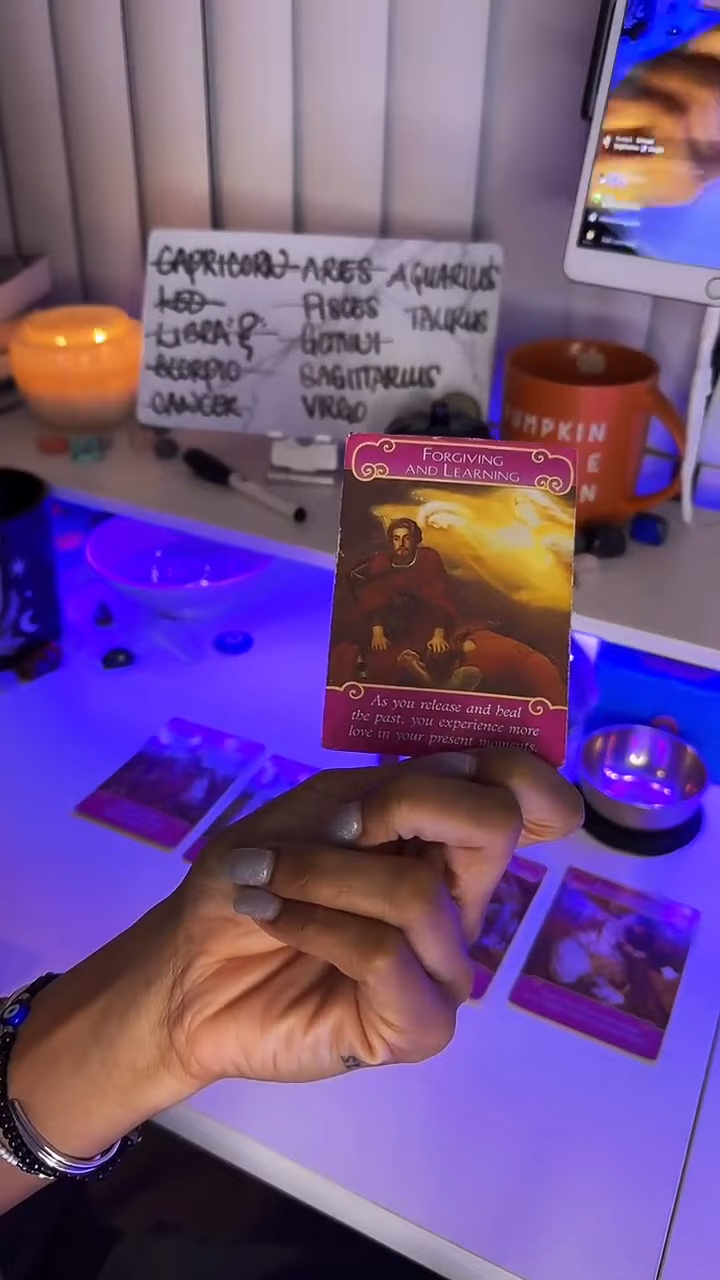 CAPRICORN ARES AQUARIUS
LEO PISCES TAURUS
LIBRA GEMINI
SCORPIO SAGITTARIUS
CANCER VIRGO
PUMPKIN
E
N
FORGIVING
AND LEARNING
As you release and heal
the past, you experience more
love in your present moments.